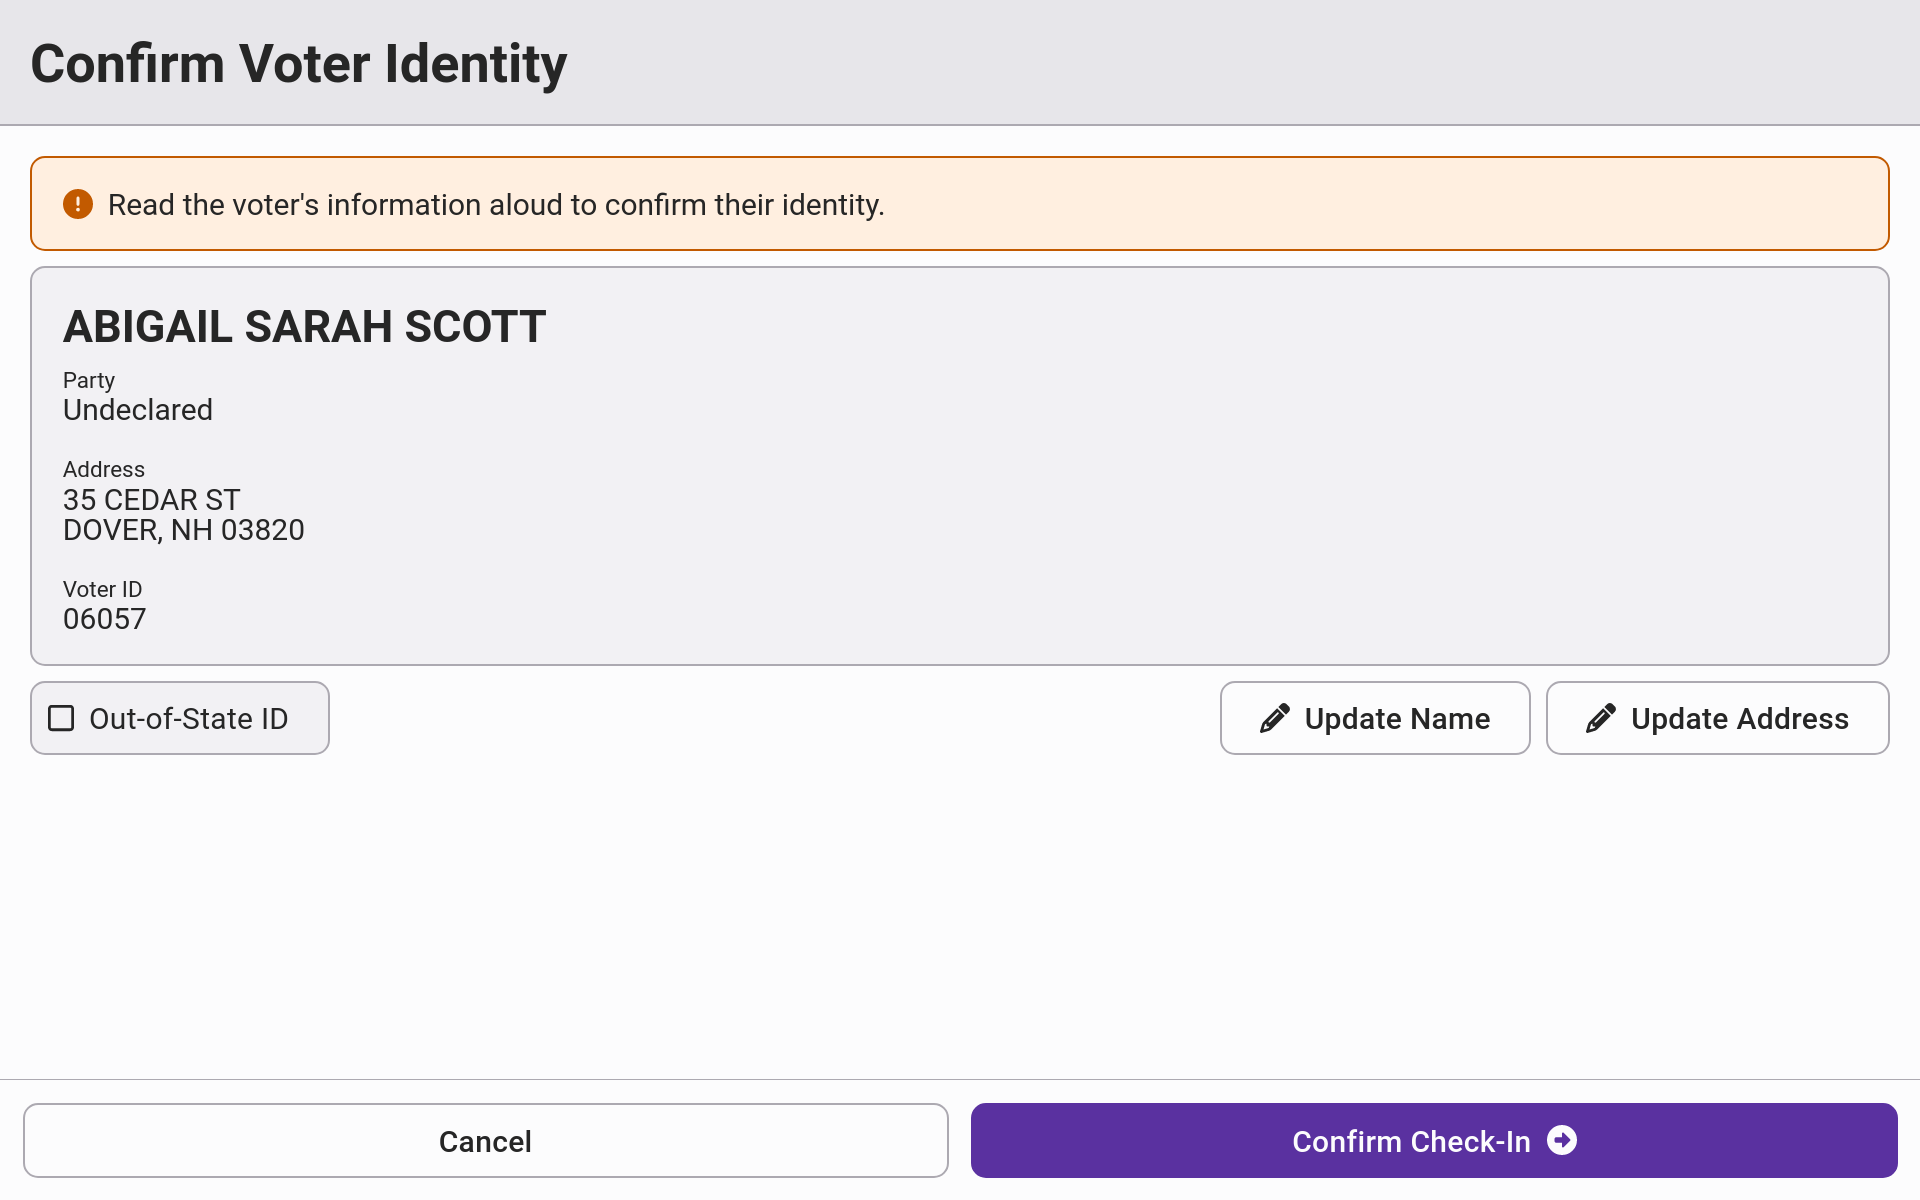 Confirm Voter Identity
Read the voter's information aloud to confirm their identity.
ABIGAIL SARAH SCOTT
Party
Undeclared
Address
35 CEDAR ST
DOVER, NH 03820
Voter ID
06057
Out-of-State ID
Update Name
Update Address
Cancel
Confirm Check-In